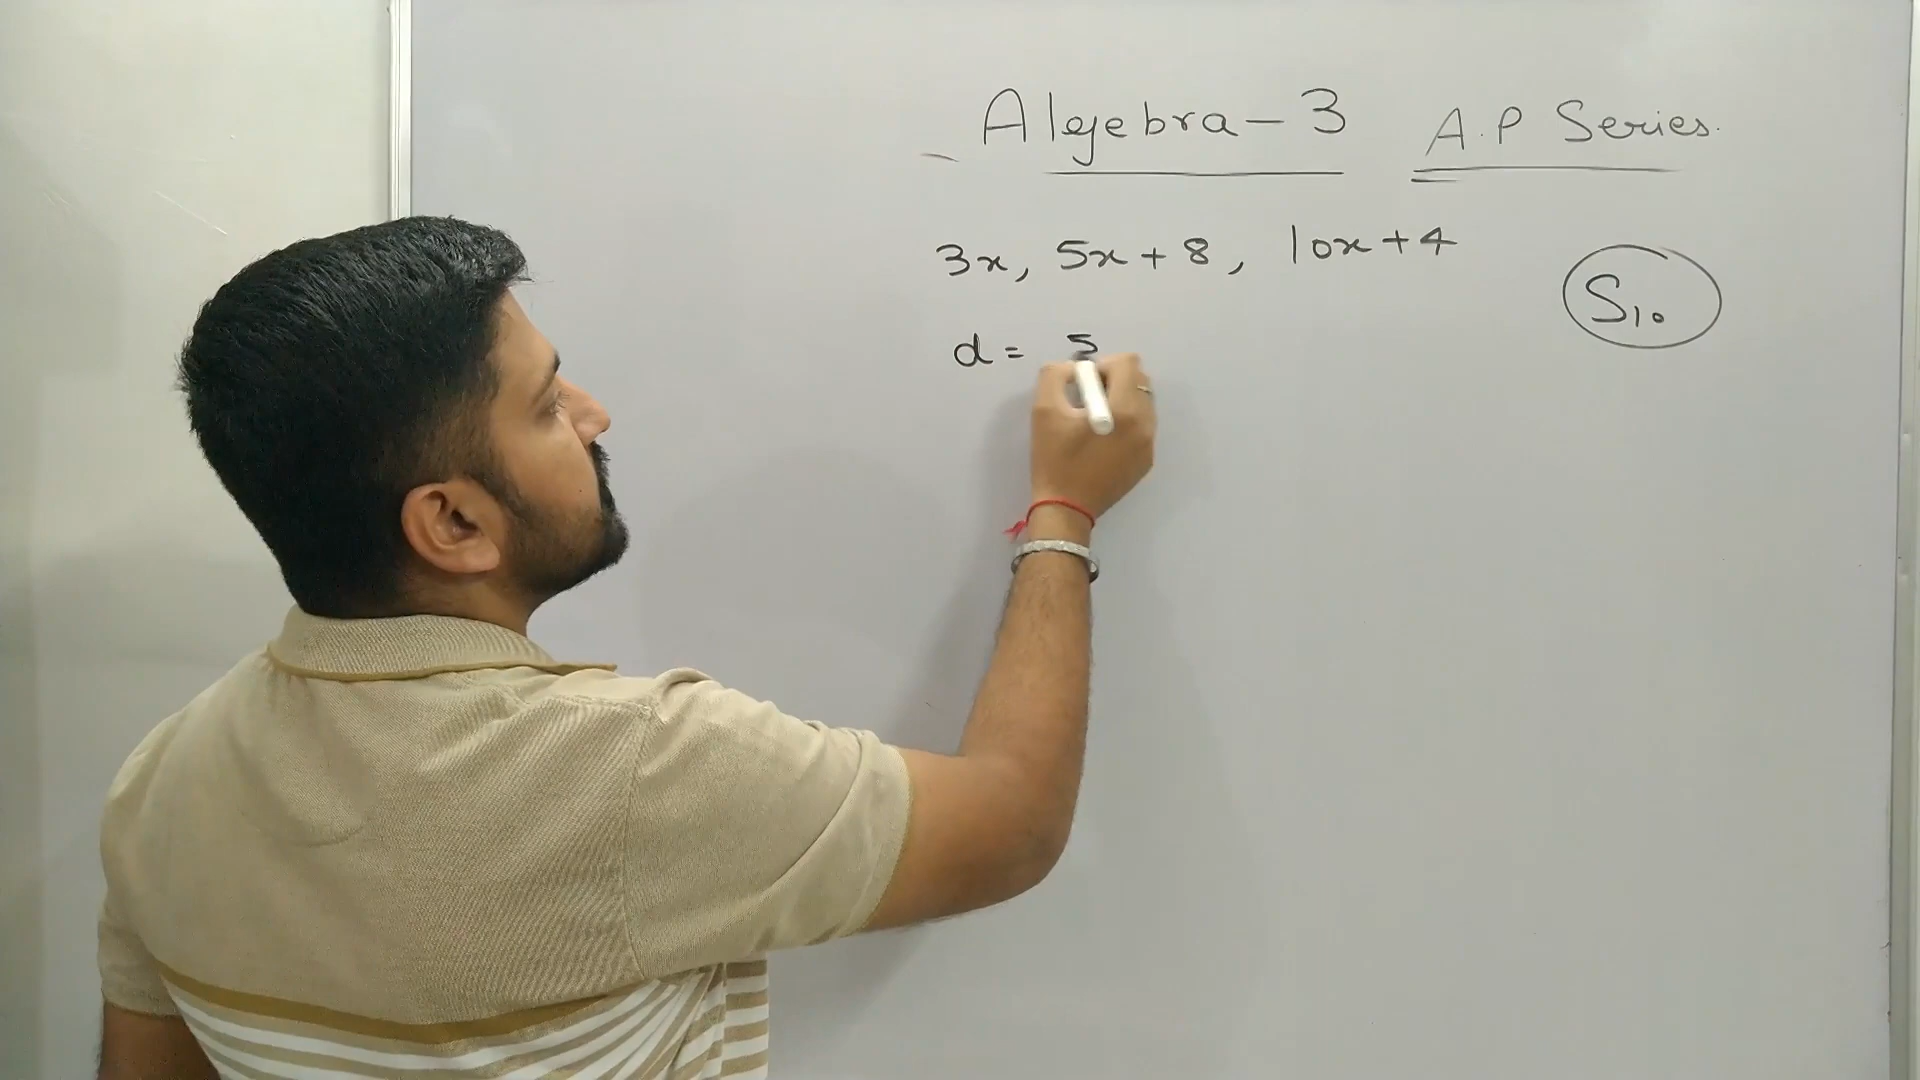 Algebra-3 A.P Series.
3x, 5x+8, 10x+4
S₁₀
d = 5